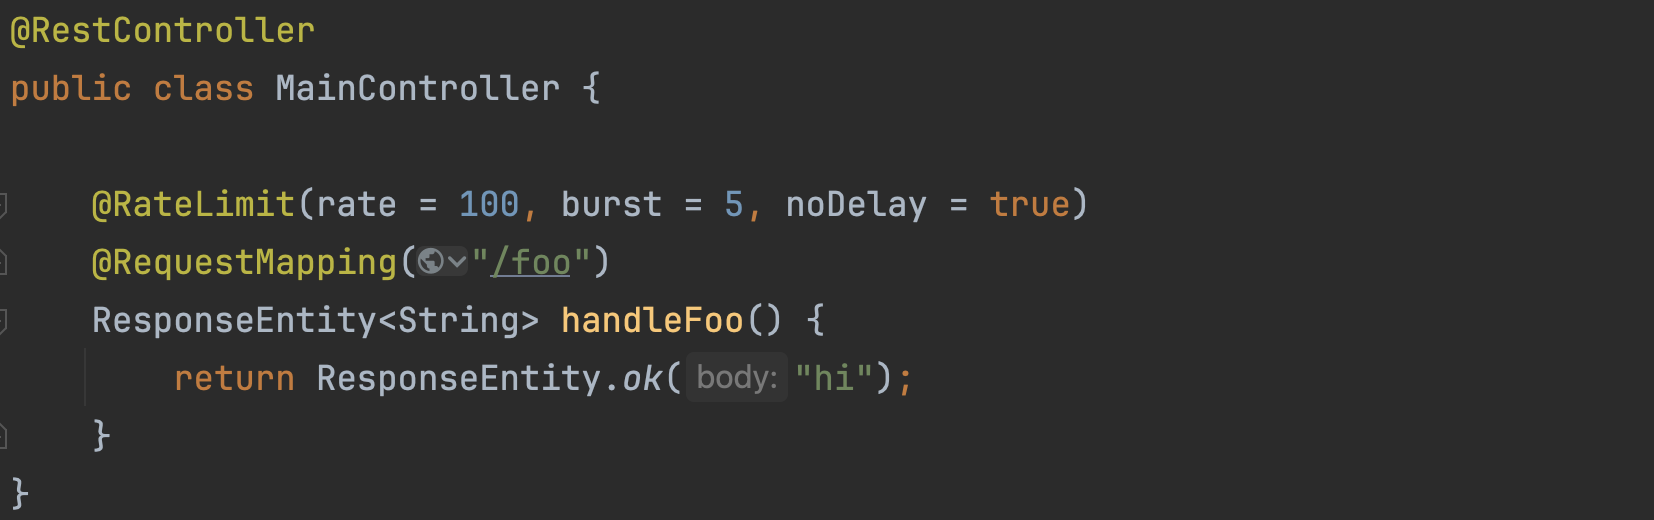 @RestController
public class MainController {
@RateLimit(rate = 100, burst = 5, noDelay = true)
@RequestMapping("/foo")
ResponseEntity<String> handleFoo() {
return ResponseEntity.ok( body: "hi");
}
}